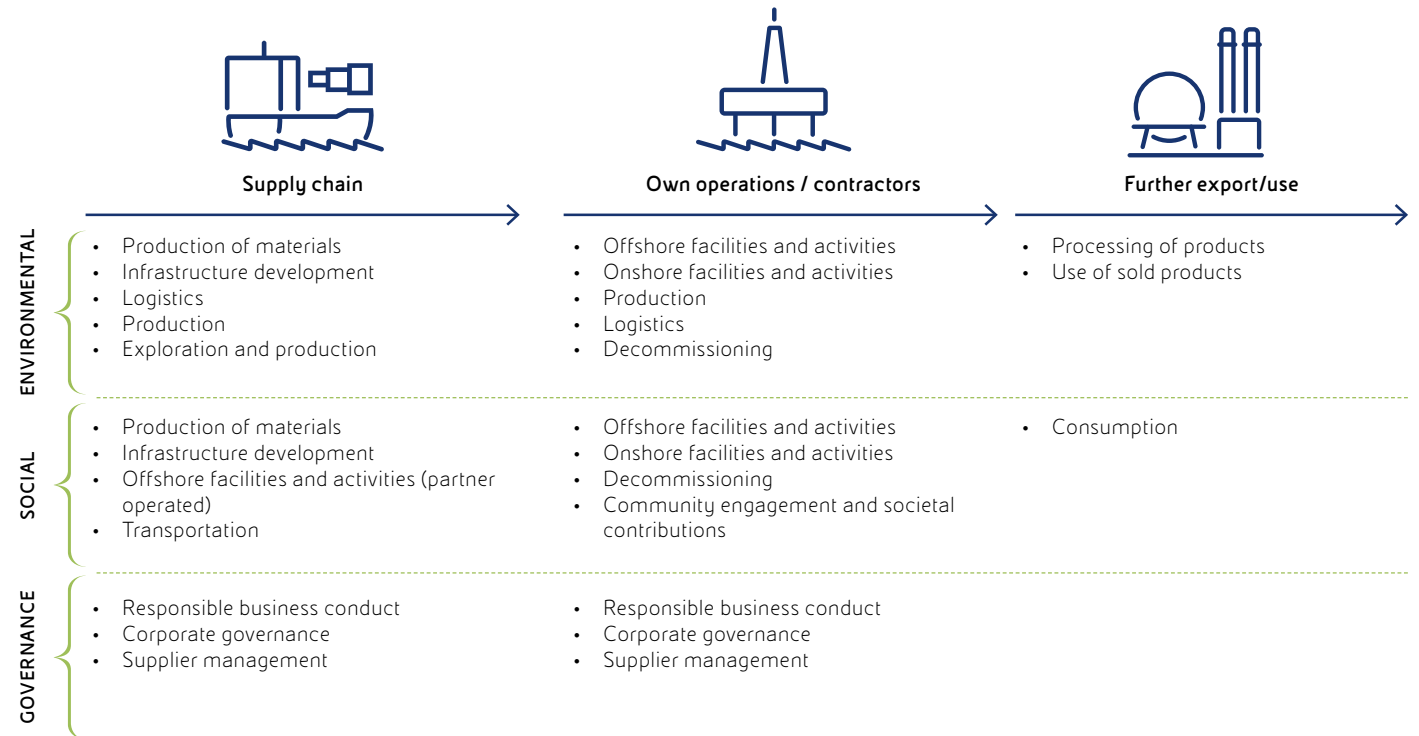 Supply chain
Own operations / contractors
Further export/use
ENVIRONMENTAL
• Production of materials
• Infrastructure development
• Logistics
• Production
• Exploration and production
• Offshore facilities and activities
• Onshore facilities and activities
• Production
• Logistics
• Decommissioning
• Processing of products
• Use of sold products
SOCIAL
• Production of materials
• Infrastructure development
• Offshore facilities and activities (partner
operated)
• Transportation
• Offshore facilities and activities
• Onshore facilities and activities
• Decommissioning
• Community engagement and societal
contributions
• Consumption
GOVERNANCE
• Responsible business conduct
• Corporate governance
• Supplier management
• Responsible business conduct
• Corporate governance
• Supplier management